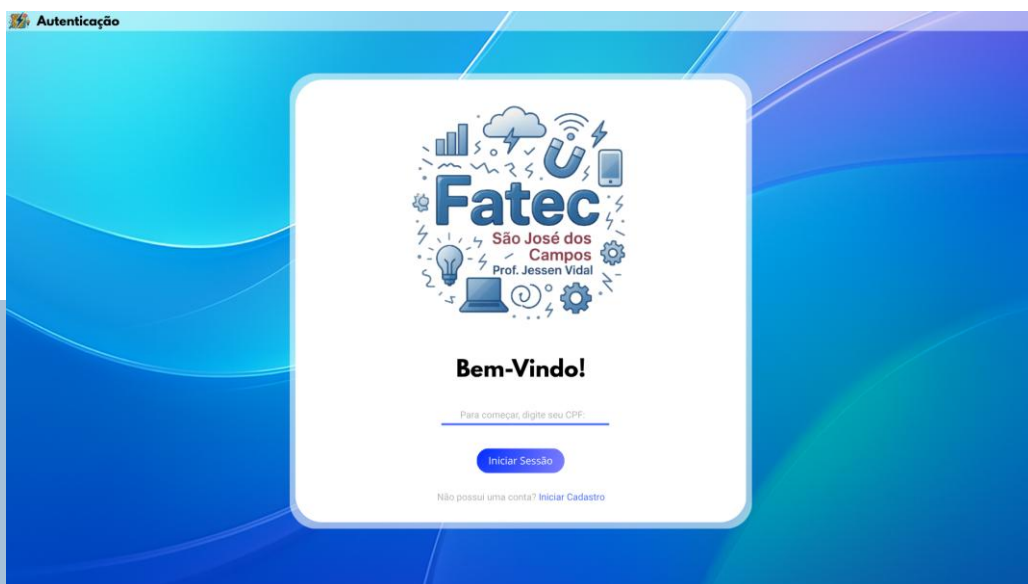 Autenticação
Fatec
São José dos
Campos
Prof. Jessen Vidal
Bem-Vindo!
Para começar, digite seu CPF:
Iniciar Sessão
Não possui uma conta? Iniciar Cadastro